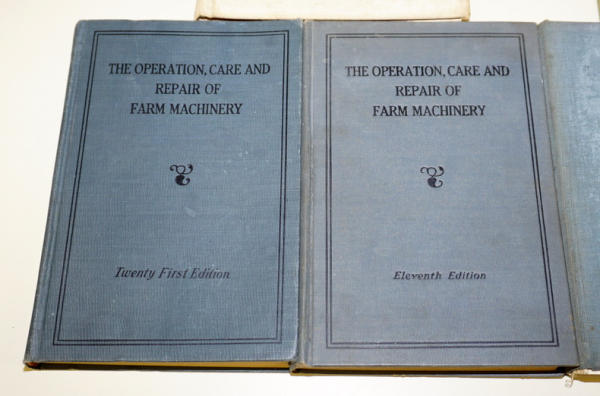 THE OPERATION, CARE AND
REPAIR OF
FARM MACHINERY
Twenty First Edition
THE OPERATION, CARE AND
REPAIR OF
FARM MACHINERY
Eleventh Edition